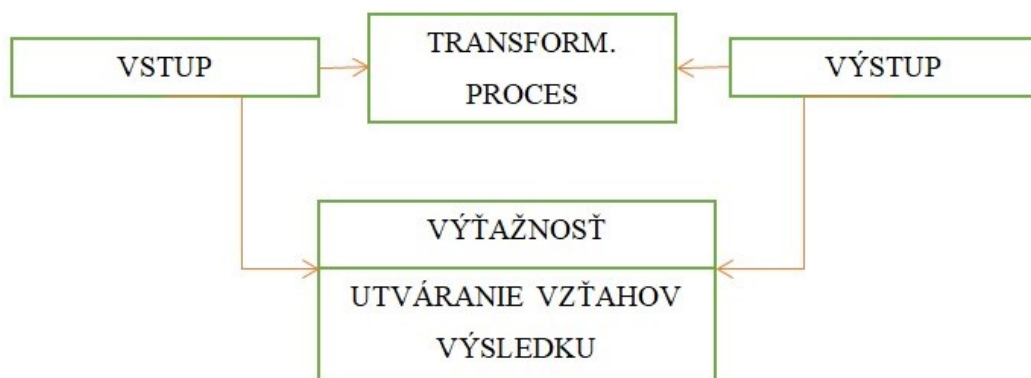 VSTUP
TRANSFORM.
PROCES
VÝSTUP
VÝŤAŽNOSŤ
UTVÁRANIE VZŤAHOV
VÝSLEDKU